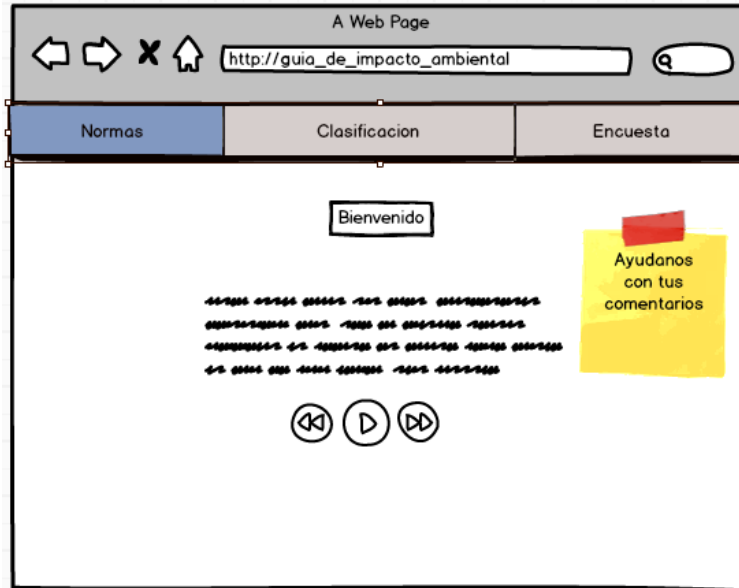 A Web Page
http://guia_de_impacto_ambiental
Normas
Clasificacion
Encuesta
Bienvenido
Ayudanos
con tus
comentarios